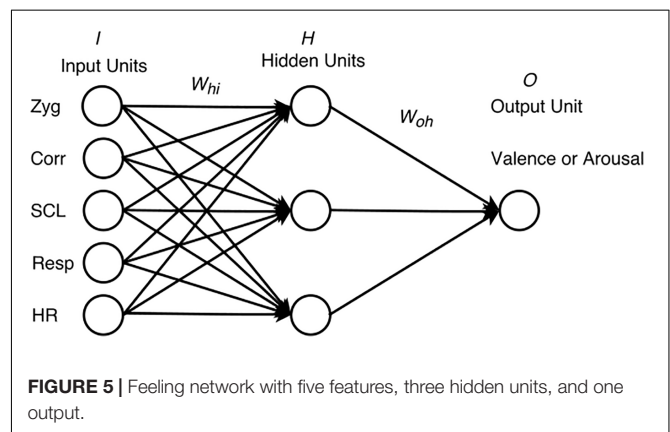 I
Input Units
W_hi
H
Hidden Units
O
Output Unit
W_oh
Valence or Arousal
Zyg
Corr
SCL
Resp
HR
FIGURE 5 | Feeling network with five features, three hidden units, and one
output.